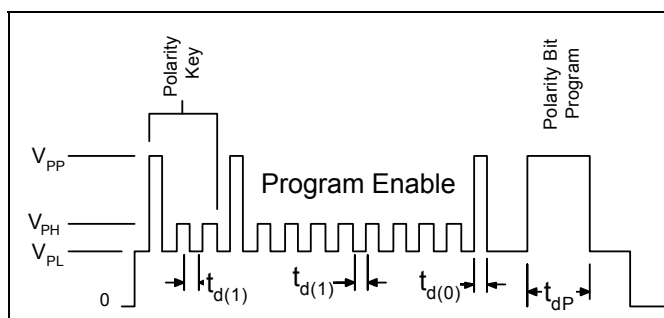 Polarity
Key
Polarity Bit
Program
V_PP
Program Enable
V_PH
V_PL
0
t_d(1)
t_d(1)
t_d(0)
t_dP